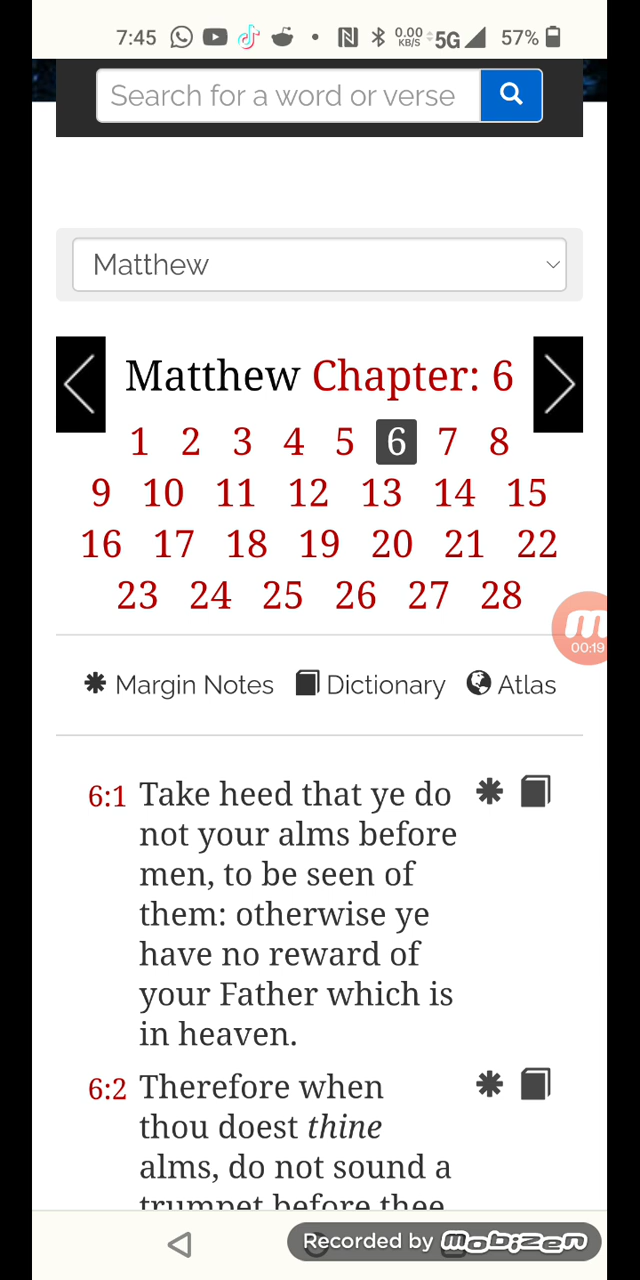 7:45 0.00 KB/S 5G 57%
Search for a word or verse
Matthew
Matthew Chapter: 6
1 2 3 4 5 6 7 8
9 10 11 12 13 14 15
16 17 18 19 20 21 22
23 24 25 26 27 28
m
00:19
Margin Notes Dictionary Atlas
6:1 Take heed that ye do
not your alms before
men, to be seen of
them: otherwise ye
have no reward of
your Father which is
in heaven.
6:2 Therefore when
thou doest thine
alms, do not sound a
trumpet before thee
Recorded by mobizen